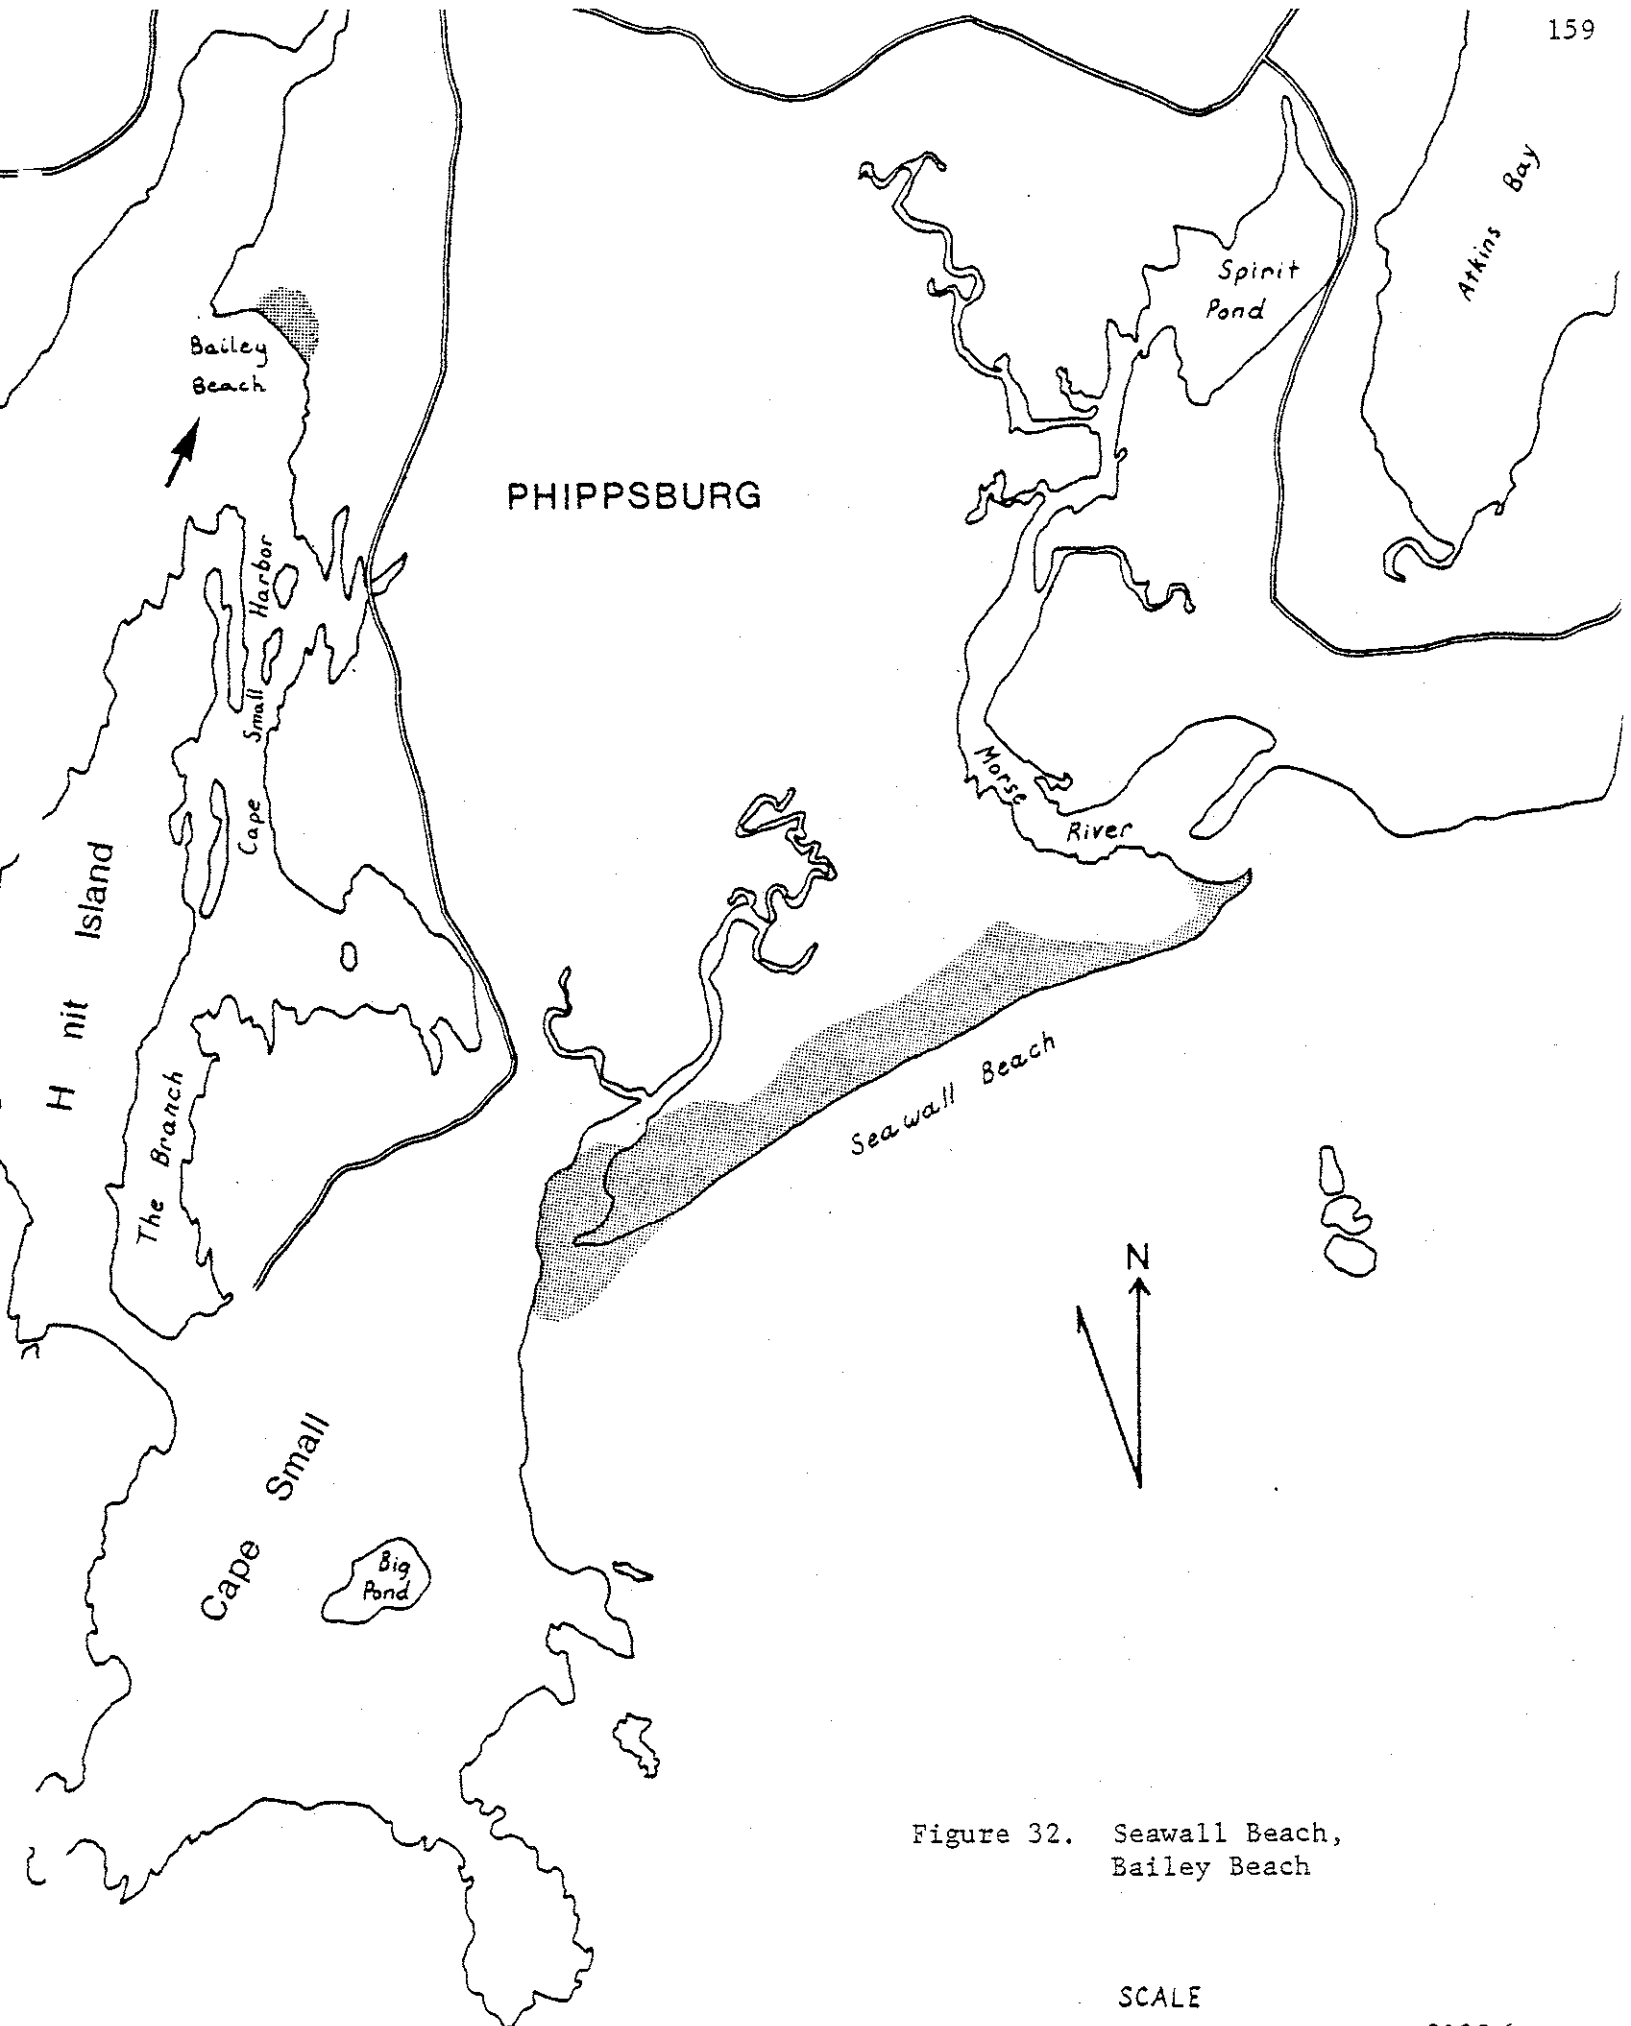 159
Atkins Bay
Spirit
Pond
Bailey
Beach
PHIPPSBURG
Cape Small Harbor
Morse
River
H nit Island
Seawall Beach
The Branch
N
Cape Small
Big
Pond
Figure 32. Seawall Beach,
Bailey Beach
SCALE